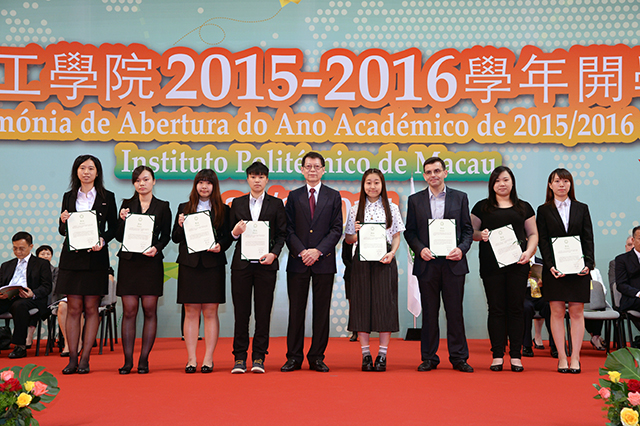 工學院 2015-2016 學年開
mónia de Abertura do Ano Académico de 2015/2016
Instituto Politécnico de Macau